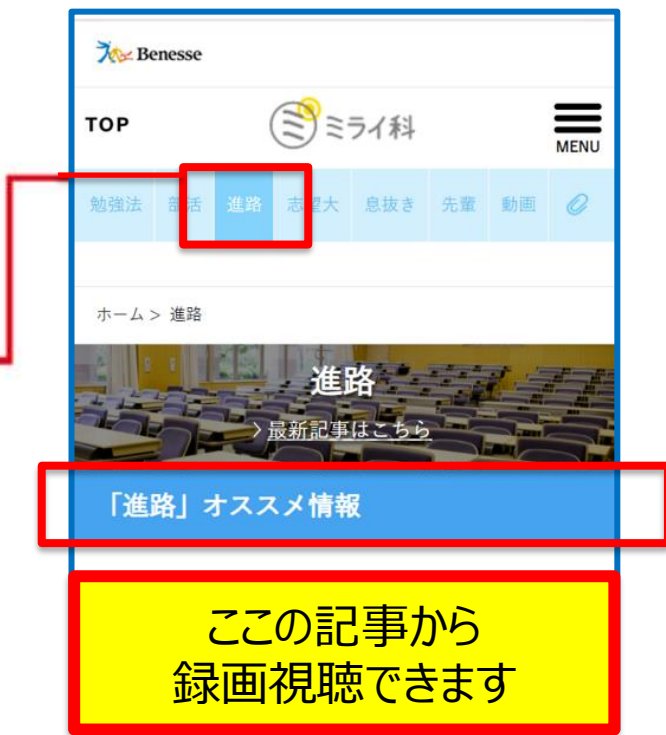 Benesse
TOP
ミライ科
MENU
勉強法 部活 進路 志望大 息抜き 先輩 動画
ホーム > 進路
進路
>最新記事はこちら
「進路」オススメ情報
ここの記事から
録画視聴できます